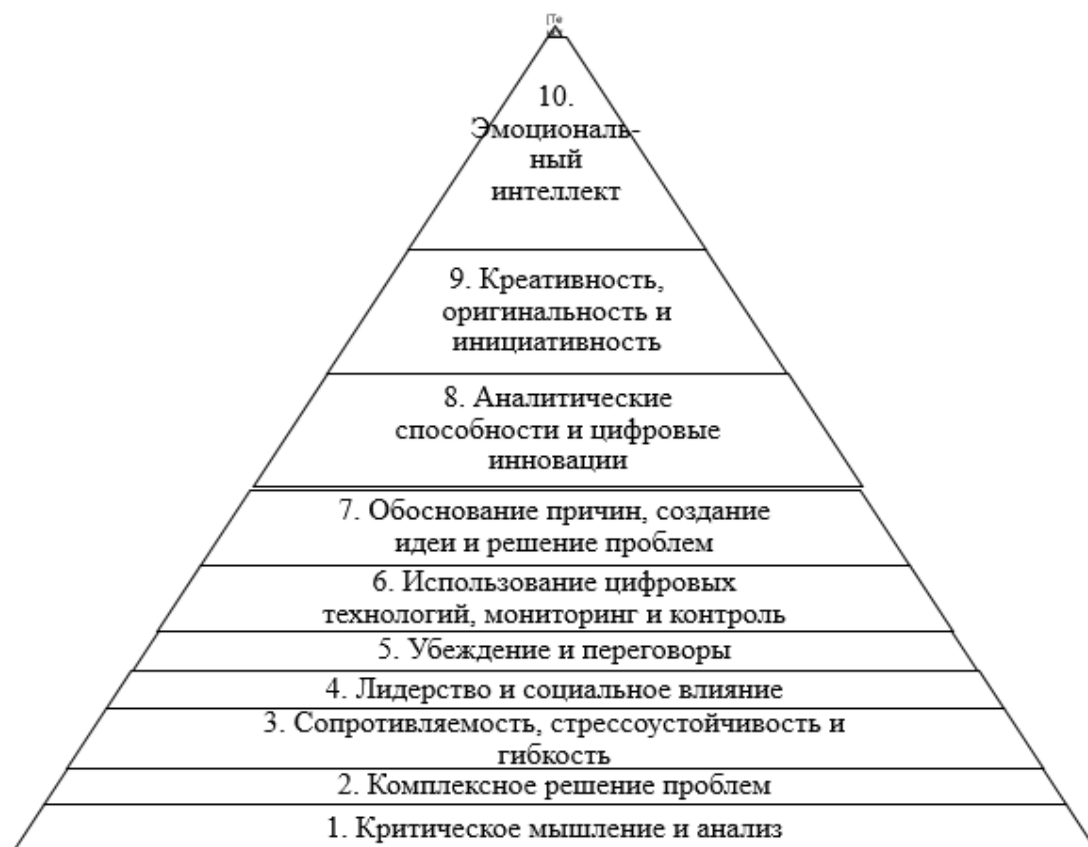 [Те
10.
Эмоциональ-
ный
интеллект
9. Креативность,
оригинальность и
инициативность
8. Аналитические
способности и цифровые
инновации
7. Обоснование причин, создание
идеи и решение проблем
6. Использование цифровых
технологий, мониторинг и контроль
5. Убеждение и переговоры
4. Лидерство и социальное влияние
3. Сопротивляемость, стрессоустойчивость и
гибкость
2. Комплексное решение проблем
1. Критическое мышление и анализ